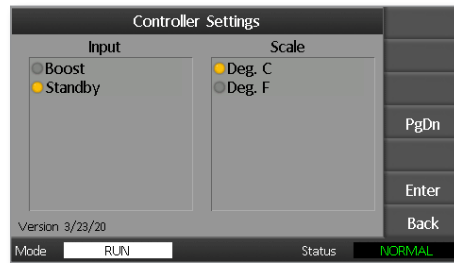 Controller Settings
Input
Scale
Boost
Standby
Deg. C
Deg. F
PgDn
Enter
Back
Version 3/23/20
Mode RUN Status NORMAL